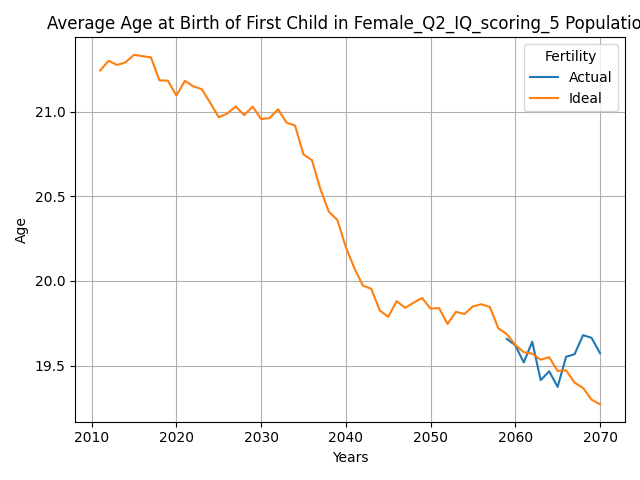 Average Age at Birth of First Child in Female_Q2_IQ_scoring_5 Populatio
Fertility
Actual
Ideal
21.0
20.5
20.0
19.5
Age
2010 2020 2030 2040 2050 2060 2070
Years